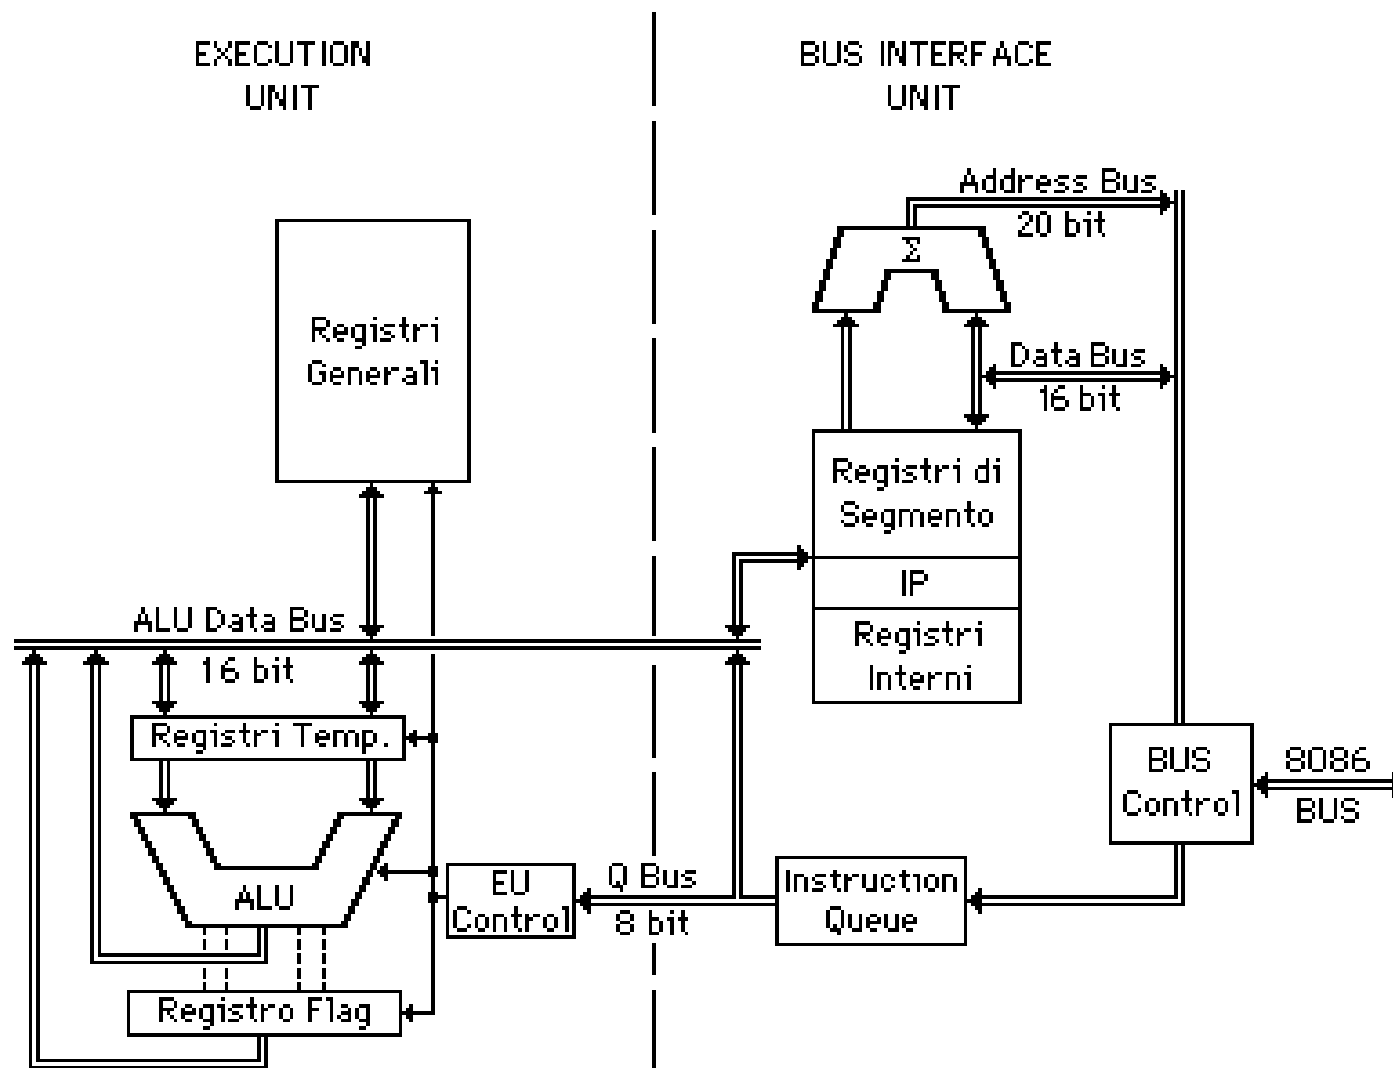 EXECUTION
UNIT
BUS INTERFACE
UNIT
Address Bus
20 bit
Σ
Registri
Generali
Data Bus
16 bit
Registri di
Segmento
IP
Registri
Interni
ALU Data Bus
16 bit
Registri Temp.
ALU
Registro Flag
EU
Control
Q Bus
8 bit
Instruction
Queue
BUS
Control
8086
BUS